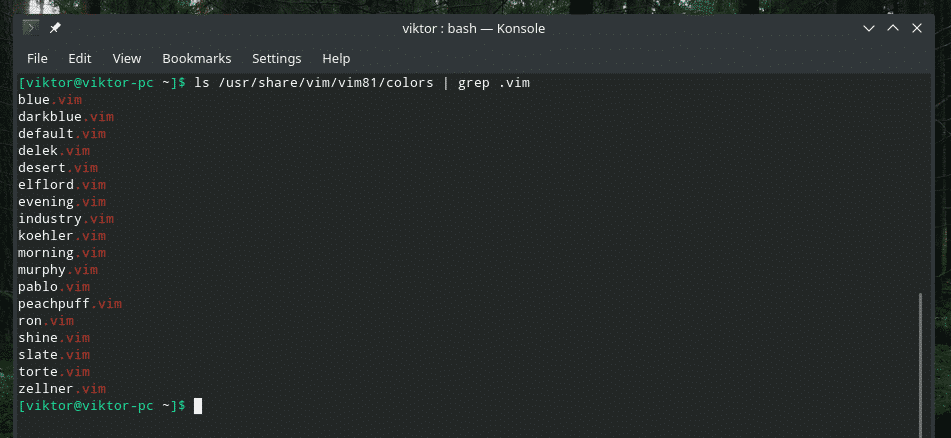 viktor : bash — Konsole
File Edit View Bookmarks Settings Help
[viktor@viktor-pc ~]$ ls /usr/share/vim/vim81/colors | grep .vim
blue.vim
darkblue.vim
default.vim
delek.vim
desert.vim
elflord.vim
evening.vim
industry.vim
koehler.vim
morning.vim
murphy.vim
pablo.vim
peachpuff.vim
ron.vim
shine.vim
slate.vim
torte.vim
zellner.vim
[viktor@viktor-pc ~]$